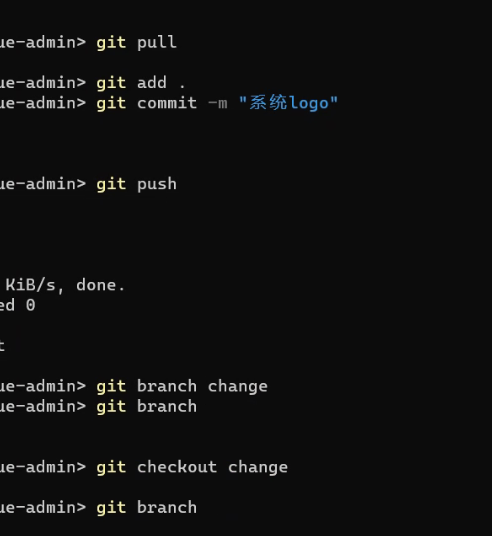 ue-admin> git pull
ue-admin> git add .
ue-admin> git commit -m "系统logo"
ue-admin> git push
KiB/s, done.
ed 0
t
ue-admin> git branch change
ue-admin> git branch
ue-admin> git checkout change
ue-admin> git branch